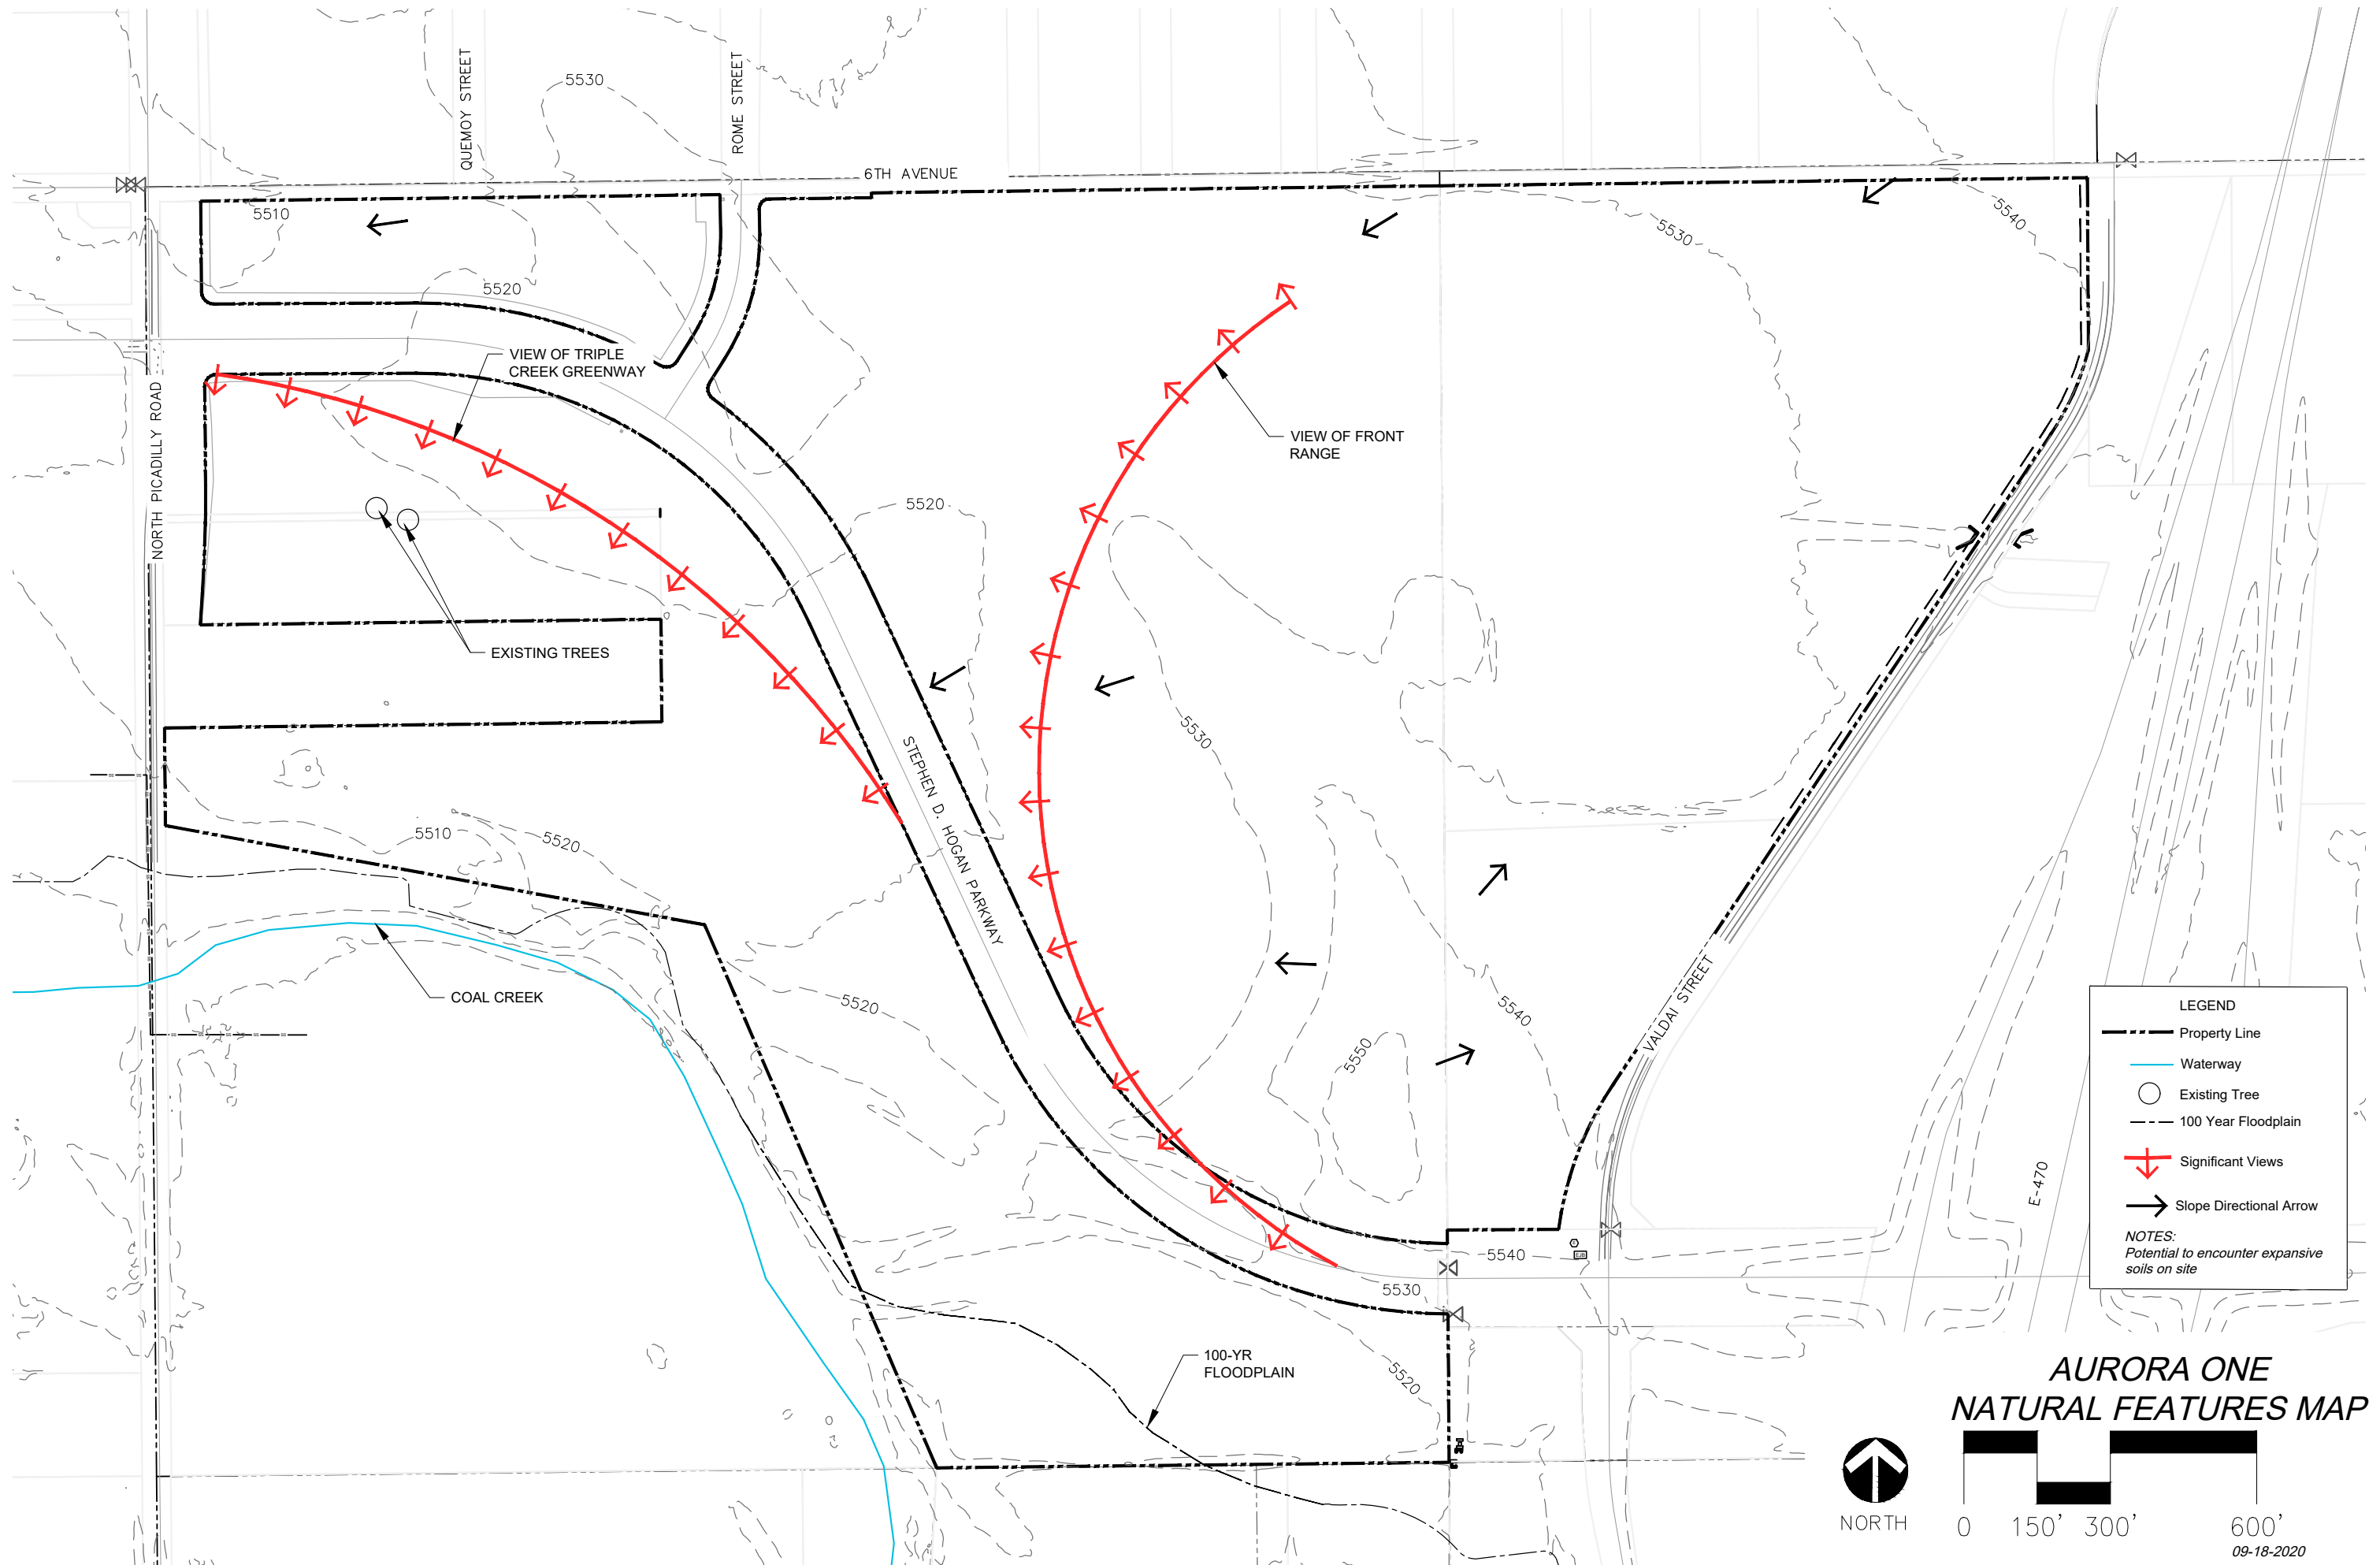 QUEMOY STREET
5530
ROME STREET
6TH AVENUE
5510
5520
5530
5540
VIEW OF TRIPLE
CREEK GREENWAY
NORTH PICADILLY ROAD
VIEW OF FRONT
RANGE
5520
EXISTING TREES
5530
STEPHEN D. HOGAN PARKWAY
5510
5520
COAL CREEK
5520
5540
5550
VALDAI STREET
E-470
5540
5530
5520
100-YR
FLOODPLAIN
LEGEND
Property Line
Waterway
Existing Tree
100 Year Floodplain
Significant Views
Slope Directional Arrow
NOTES:
Potential to encounter expansive
soils on site
AURORA ONE
NATURAL FEATURES MAP
NORTH
0 150' 300' 600'
09-18-2020